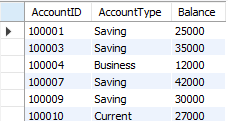 AccountID AccountType Balance
100001 Saving 25000
100003 Saving 35000
100004 Business 12000
100007 Saving 42000
100009 Saving 30000
100010 Current 27000